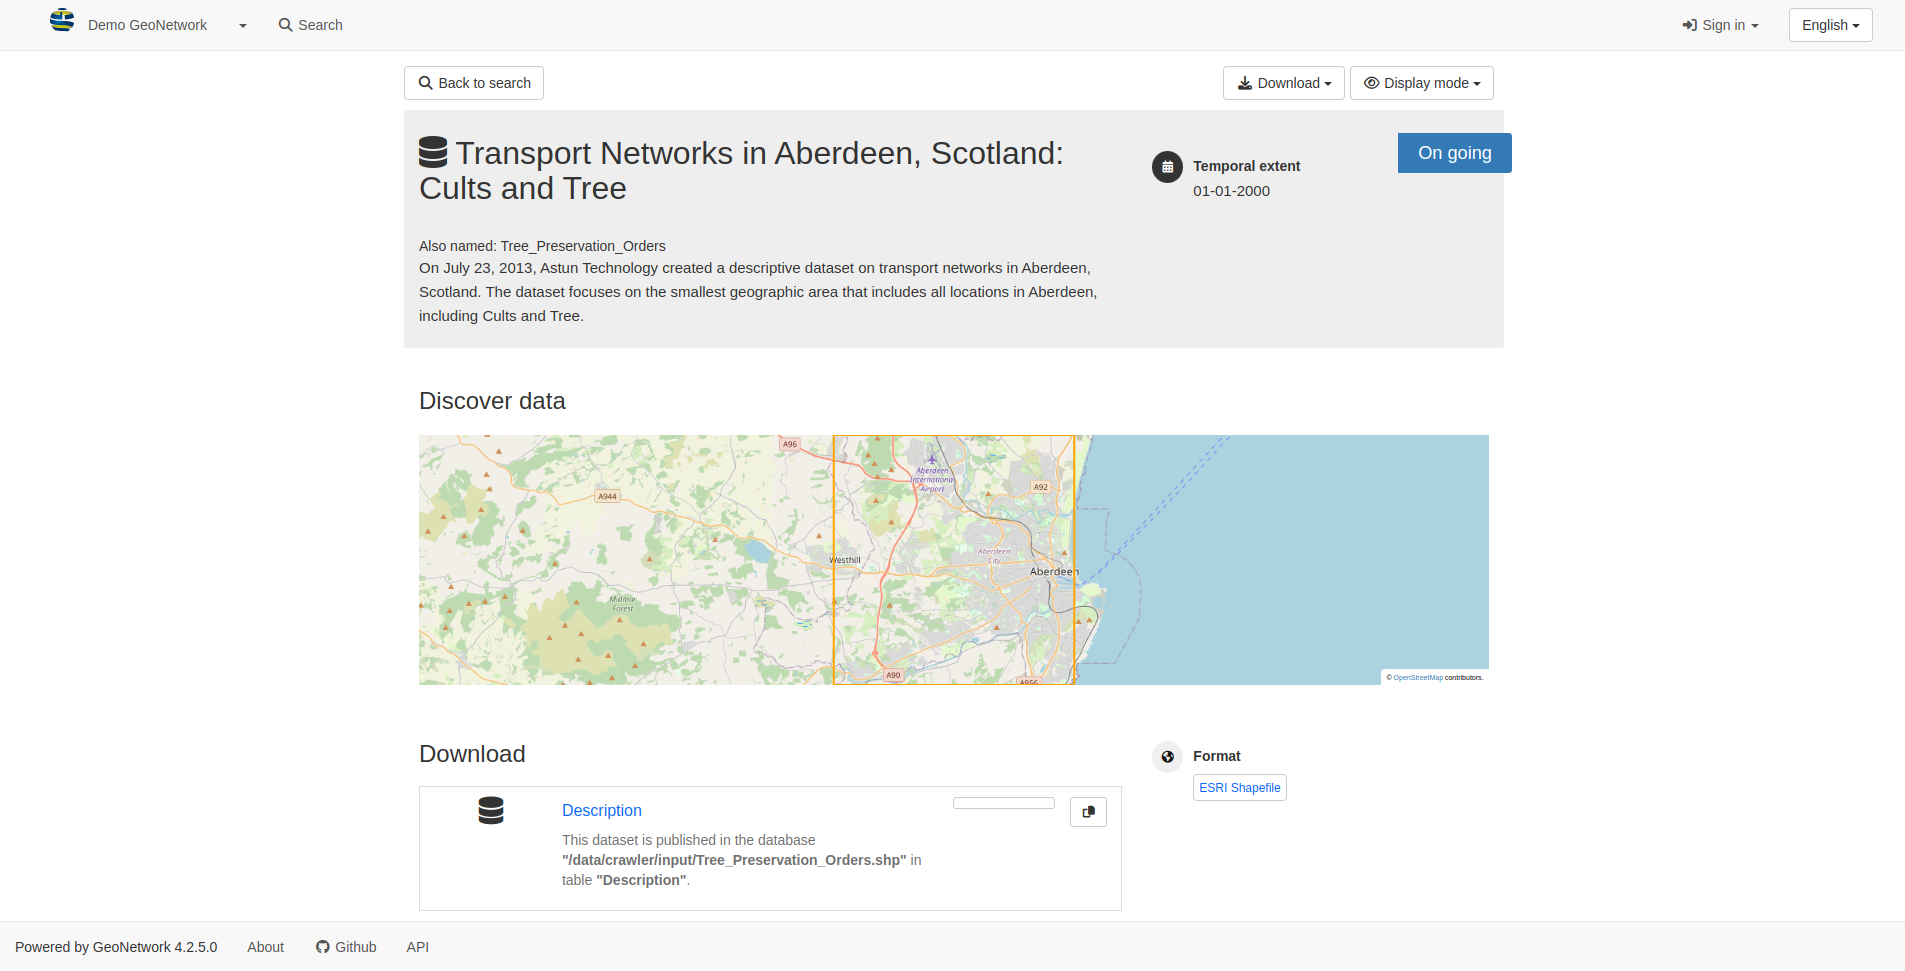 Demo GeoNetwork
Search
Sign in
English
Back to search
Download
Display mode
Transport Networks in Aberdeen, Scotland:
Cults and Tree
Temporal extent
01-01-2000
On going
Also named: Tree_Preservation_Orders
On July 23, 2013, Astun Technology created a descriptive dataset on transport networks in Aberdeen,
Scotland. The dataset focuses on the smallest geographic area that includes all locations in Aberdeen,
including Cults and Tree.
Discover data
A96
Aberdeen
International
Airport
A944
A92
Aberdeen
City
Westhill
Aberdeen
Midmar
Forest
A90
A956
© OpenStreetMap contributors.
Download
Format
ESRI Shapefile
Description
This dataset is published in the database
"/data/crawler/input/Tree_Preservation_Orders.shp" in
table "Description".
Powered by GeoNetwork 4.2.5.0
About
Github
API